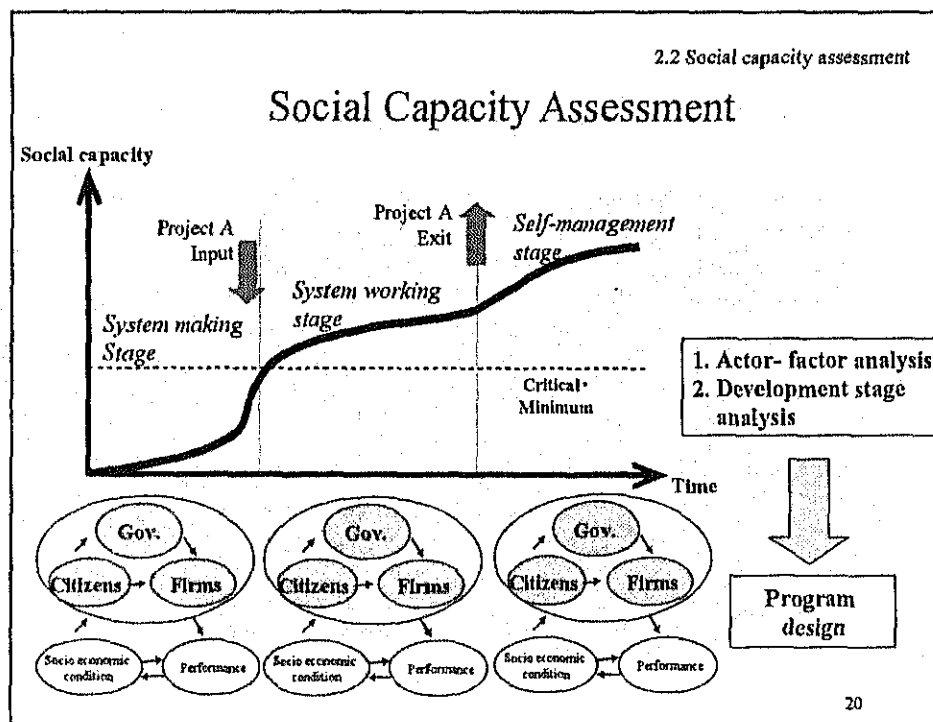 2.2 Social capacity assessment
Social Capacity Assessment
Social capacity
Project A
Input
Project A
Exit
Self-management
stage
System working
stage
System making
Stage
Critical·
Minimum
1. Actor- factor analysis
2. Development stage
analysis
Time
Gov.
Citizens
Firms
Socio economic
condition
Performance
Gov.
Citizens
Firms
Socio economic
condition
Performance
Gov.
Citizens
Firms
Socio economic
condition
Performance
Program
design
20